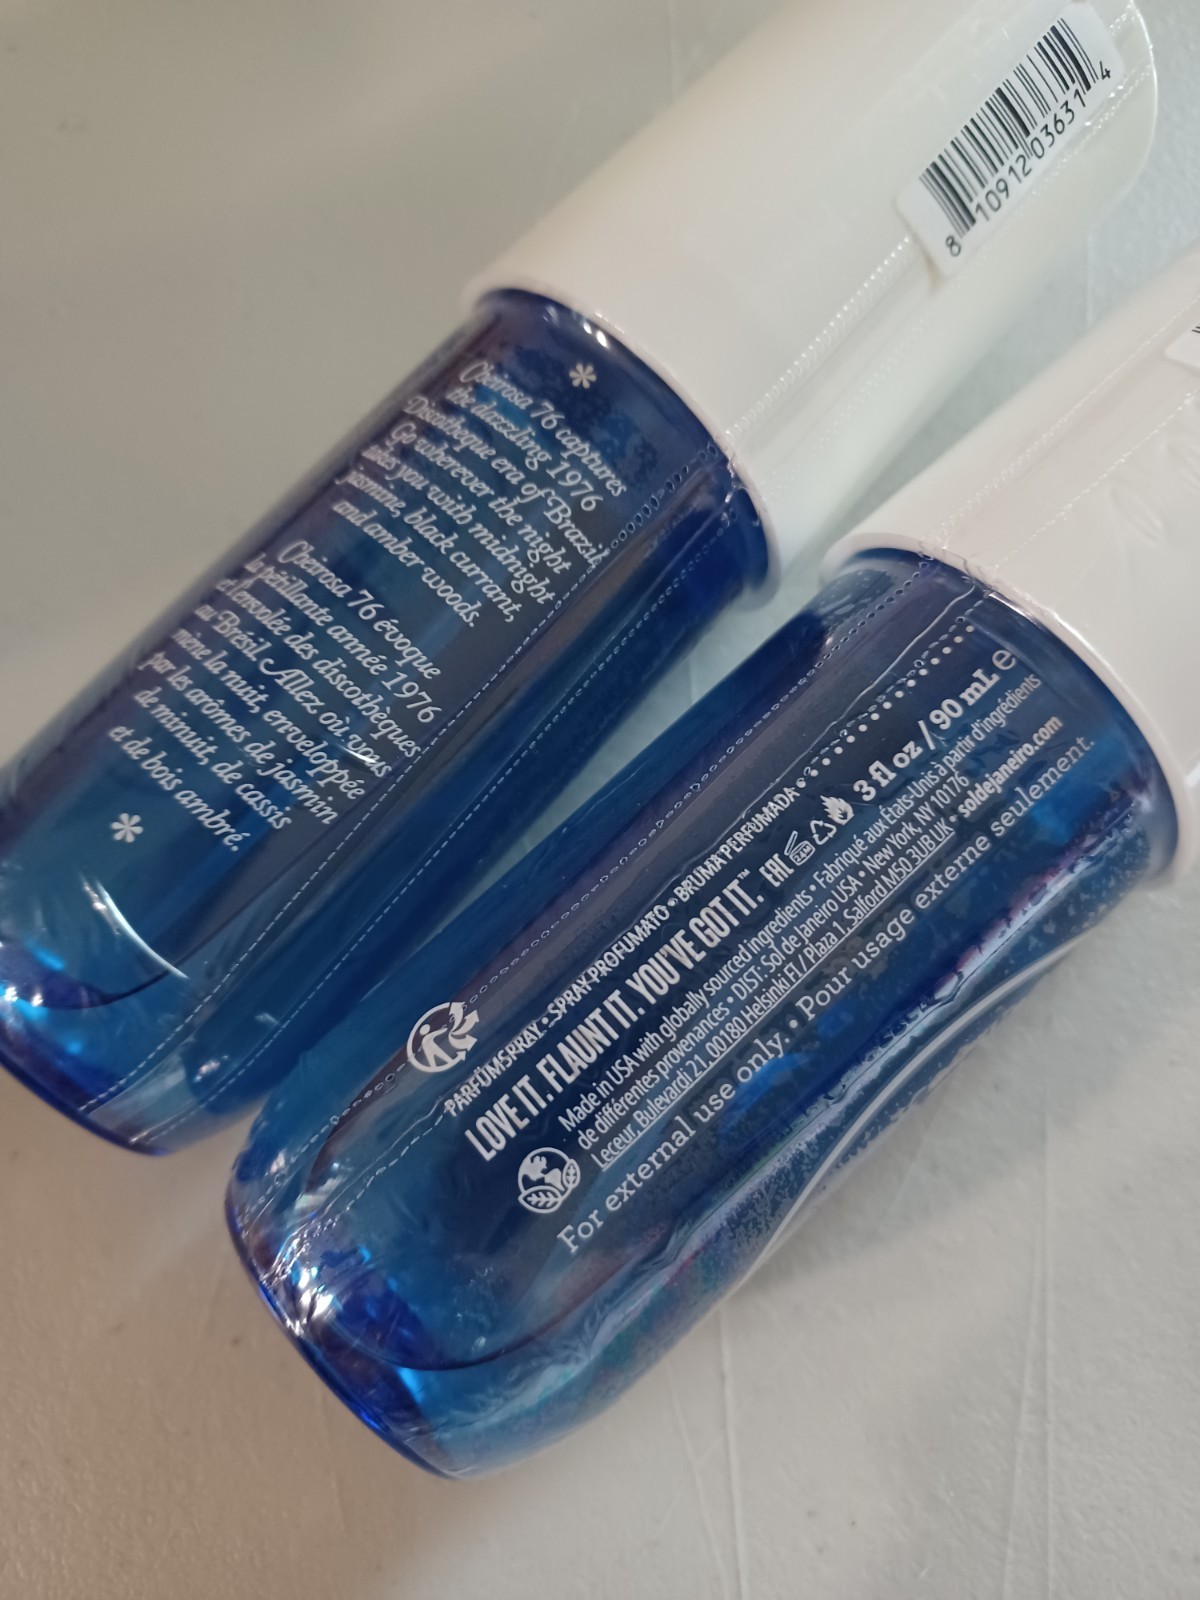 8 10912 03631 4
*
Cheirosa 76 captures
the dazzling 1976
Discotheque era of Brazil.
Go wherever the night
takes you with midnight
jasmine, black currant,
and amber woods.
Cheirosa 76 évoque
la pétillante année 1976
et envolée des discothèques
au Brésil. Allez où vous
mène la nuit, enveloppée
par les arômes de jasmin
de minuit, de cassis
et de bois ambré.
*
PARFÜMSPRAY • SPRAY PROFUMATO • BRUMA PERFUMADA •
LOVE IT. FLAUNT IT. YOU'VE GOT IT.™ EAC 24M 3 fl oz / 90 mL e
Made in USA with globally sourced ingredients • Fabriqué aux États-Unis à partir d'ingrédients
de différentes provenances • DIST: Sol de Janeiro USA • New York, NY 10176
Leceur, Bulevardi 21, 00180 Helsinki FI / Plaza 1, Salford M50 3UB UK • soldejaneiro.com
For external use only. • Pour usage externe seulement.